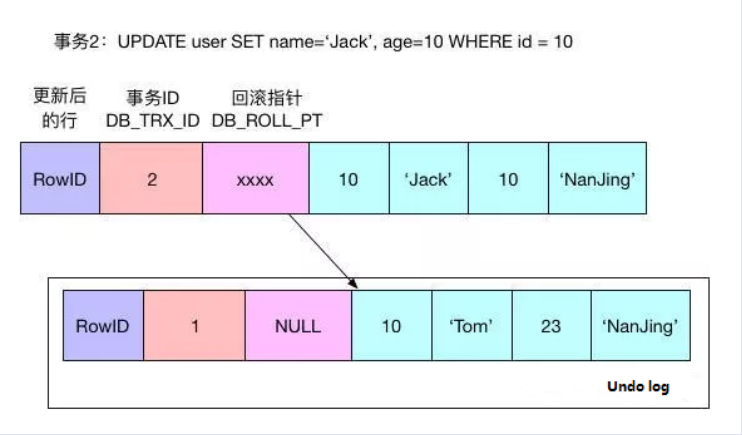 事务2：UPDATE user SET name=‘Jack’, age=10 WHERE id = 10
更新后 事务ID 回滚指针
的行 DB_TRX_ID DB_ROLL_PT
RowID 2 xxxx 10 ‘Jack’ 10 ‘NanJing’
RowID 1 NULL 10 ‘Tom’ 23 ‘NanJing’
Undo log